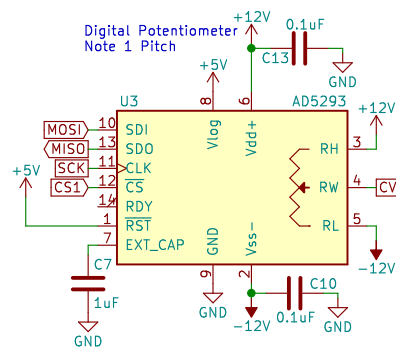 Digital Potentiometer
Note 1 Pitch
+12V
0.1uF
C13
GND
+5V
U3
AD5293
+12V
8
6
Vlog
Vdd+
MOSI
10
SDI
MISO
13
SDO
SCK
11
CLK
CS1
12
CS
14
RDY
+5V
1
RST
7
EXT_CAP
RH
3
RW
4
CV
RL
5
-12V
GND
Vss-
9
2
C7
1uF
GND
GND
-12V
C10
0.1uF
GND